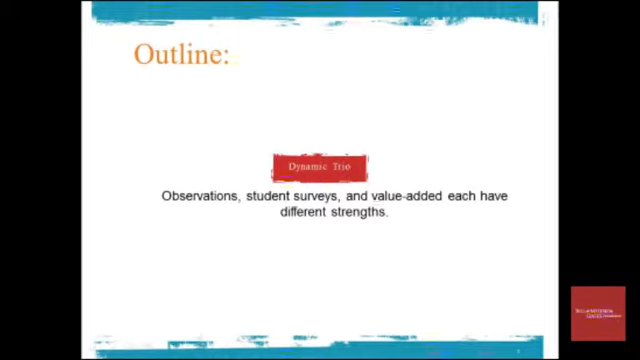 Outline:
Dynamic Trio
Observations, student surveys, and value-added each have
different strengths.